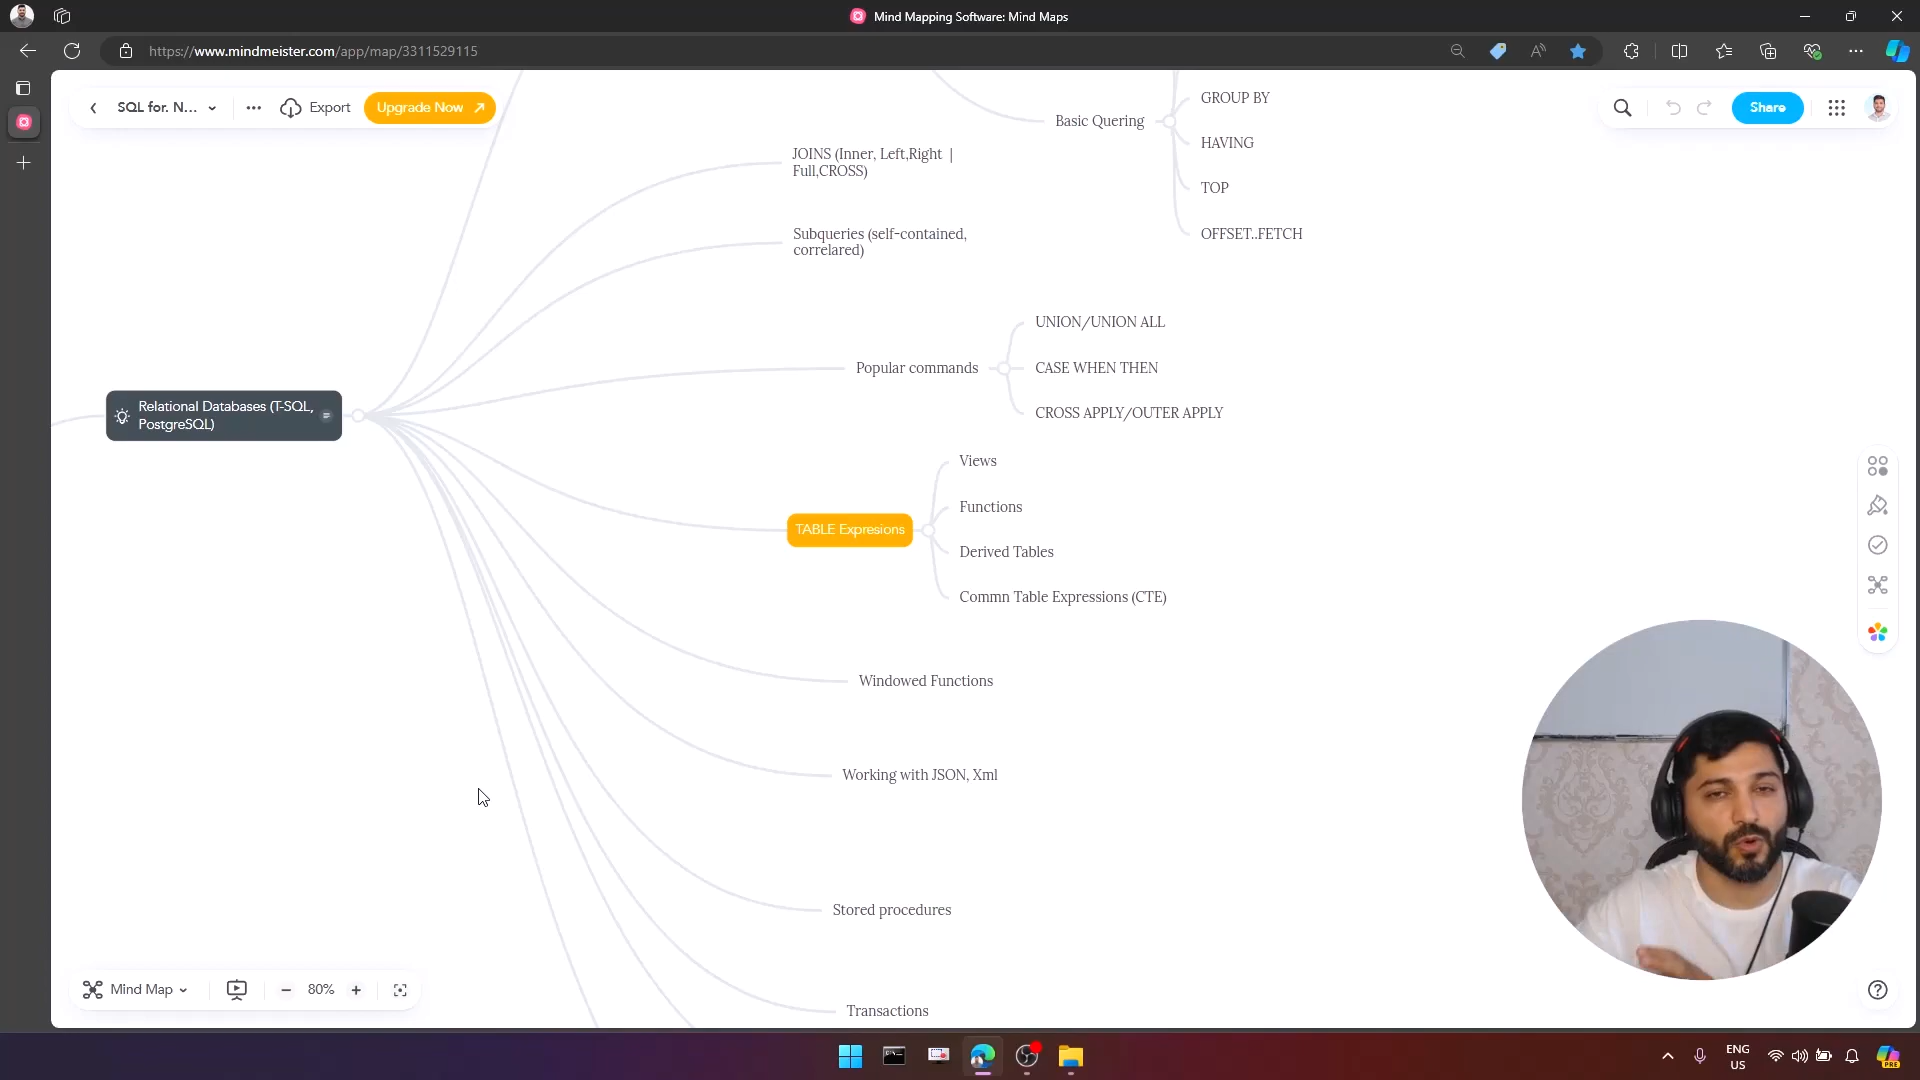 Mind Mapping Software: Mind Maps
https://www.mindmeister.com/app/map/3311529115
SQL for. N...
Export
Upgrade Now
Share
GROUP BY
Basic Quering
HAVING
JOINS (Inner, Left,Right |
Full,CROSS)
TOP
Subqueries (self-contained,
correlared)
OFFSET..FETCH
UNION/UNION ALL
Popular commands
CASE WHEN THEN
CROSS APPLY/OUTER APPLY
Relational Databases (T-SQL,
PostgreSQL)
Views
Functions
TABLE Expresions
Derived Tables
Commn Table Expressions (CTE)
Windowed Functions
Working with JSON, Xml
Stored procedures
Transactions
Mind Map
80%
ENG
US
PRE